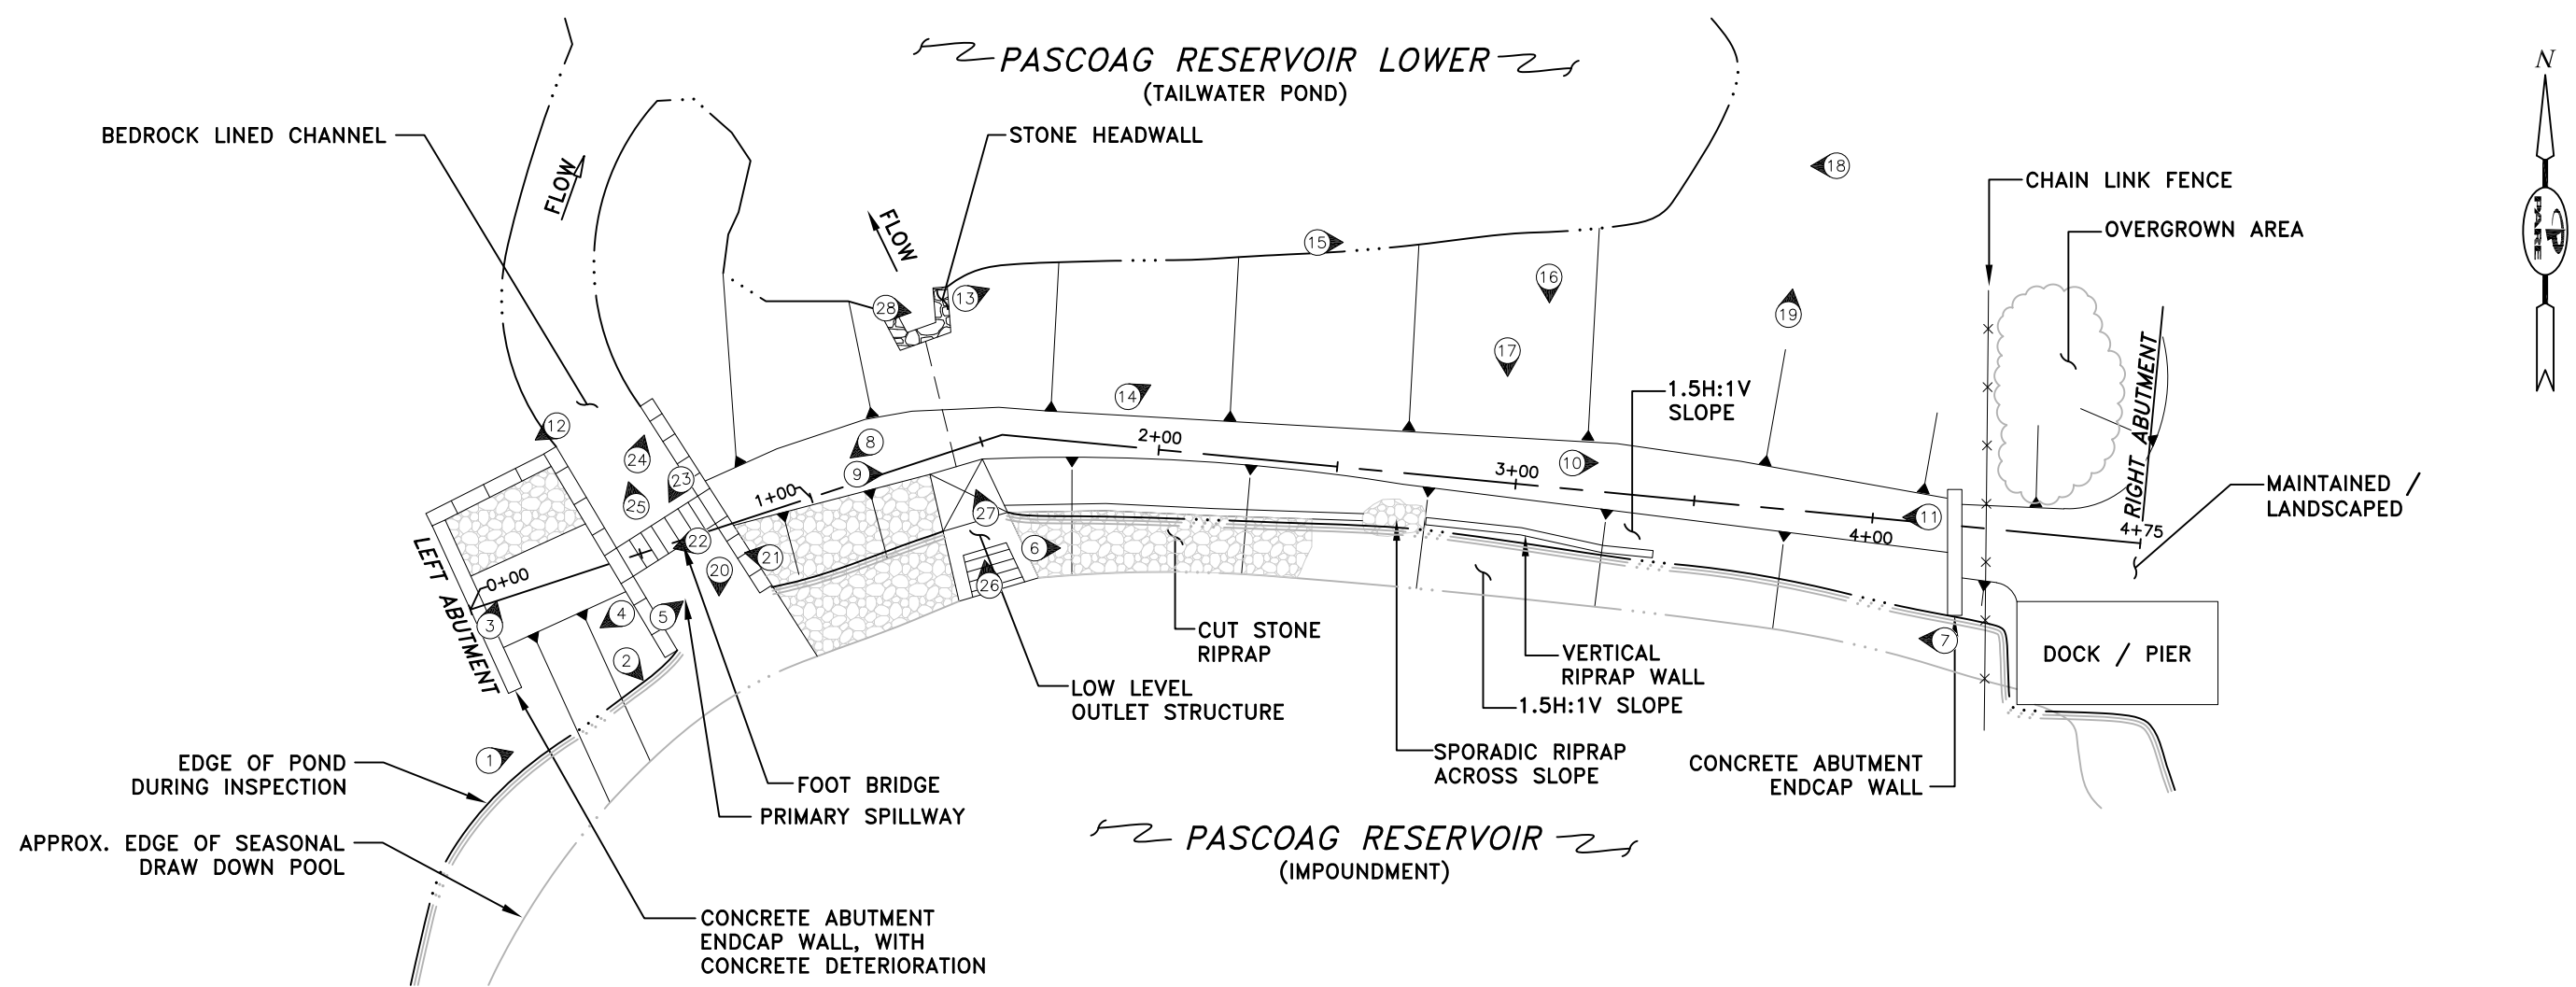 PASCOAG RESERVOIR LOWER
(TAILWATER POND)
N
PARE
BEDROCK LINED CHANNEL
STONE HEADWALL
FLOW
FLOW
18
CHAIN LINK FENCE
OVERGROWN AREA
15
16
28
13
19
17
14
1.5H:1V
SLOPE
RIGHT ABUTMENT
12
8
2+00
24
9
10
3+00
23
1+00
25
27
11
4+00
4+75
MAINTAINED /
LANDSCAPED
22
21
6
20
26
LEFT ABUTMENT
0+00
3
4
5
2
7
CUT STONE
RIPRAP
VERTICAL
RIPRAP WALL
DOCK / PIER
LOW LEVEL
OUTLET STRUCTURE
1.5H:1V SLOPE
1
EDGE OF POND
DURING INSPECTION
FOOT BRIDGE
PRIMARY SPILLWAY
SPORADIC RIPRAP
ACROSS SLOPE
CONCRETE ABUTMENT
ENDCAP WALL
APPROX. EDGE OF SEASONAL
DRAW DOWN POOL
PASCOAG RESERVOIR
(IMPOUNDMENT)
CONCRETE ABUTMENT
ENDCAP WALL, WITH
CONCRETE DETERIORATION